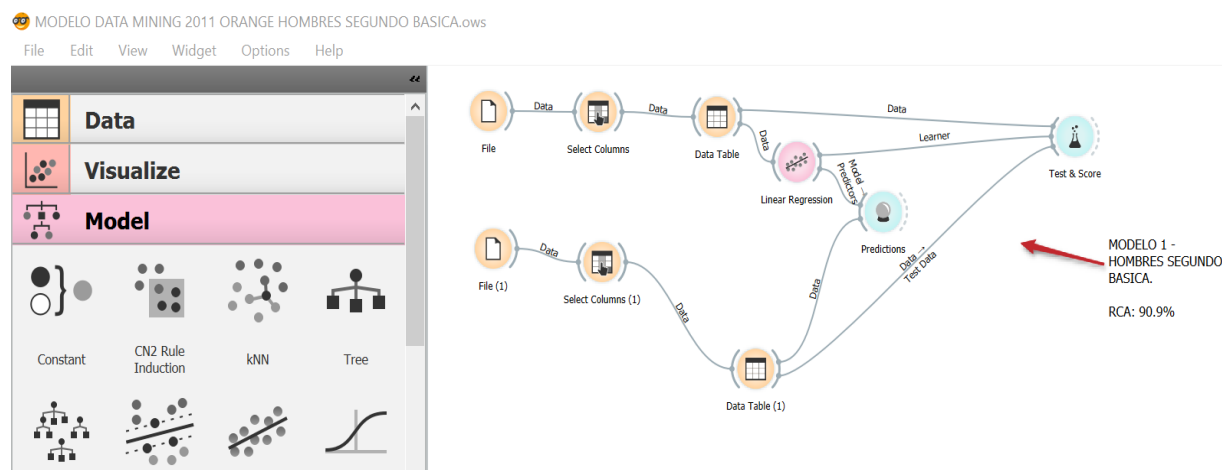 MODELO DATA MINING 2011 ORANGE HOMBRES SEGUNDO BASICA.ows
File Edit View Widget Options Help
Data
Visualize
Model
Constant
CN2 Rule
Induction
kNN
Tree
File
Data
Select Columns
Data
Data Table
Data
Data
Learner
Test & Score
Linear Regression
Model →
Predictors
Predictions
File (1)
Data
Select Columns (1)
Data
Data Table (1)
Data
Data →
Test Data
MODELO 1 -
HOMBRES SEGUNDO
BASICA.
RCA: 90.9%